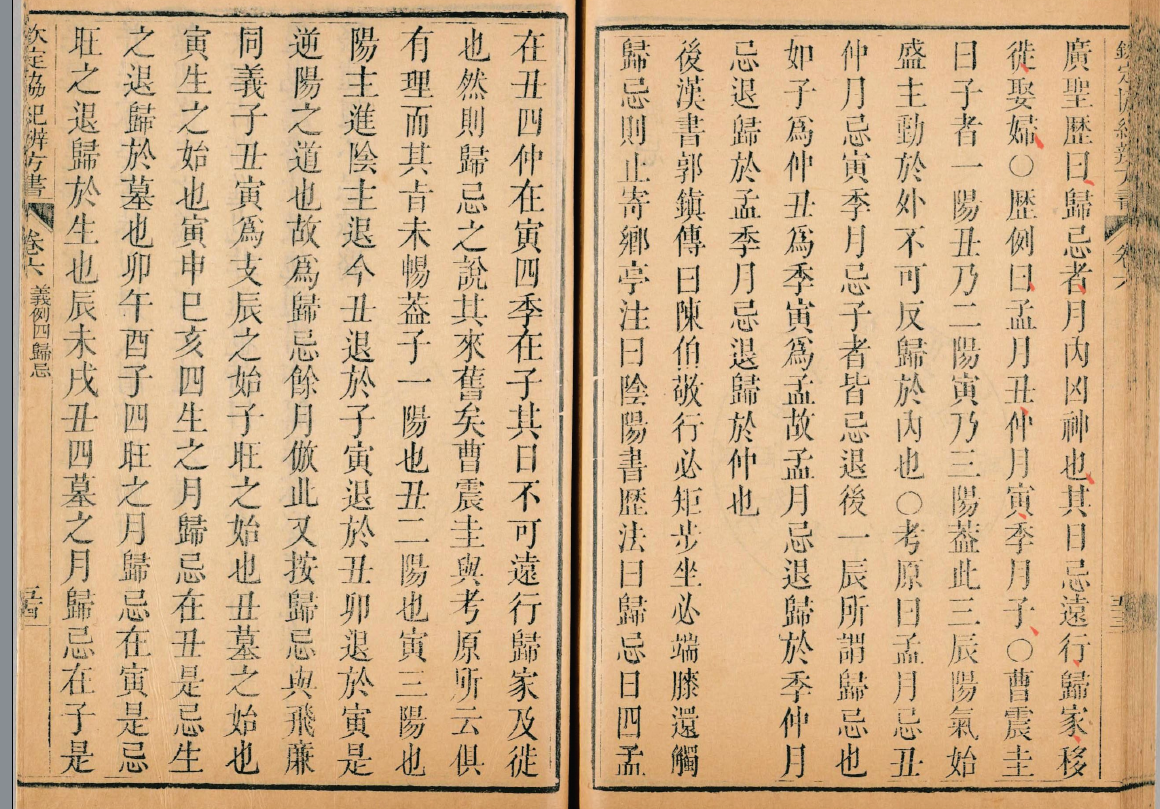 廣聖歷曰歸忌者月內凶神也其日忌遠行歸家移
徙娶婦○歷例曰孟月丑仲月寅季月子○曹震圭
曰子者一陽丑乃二陽寅乃三陽葢此三辰陽氣始
盛主動於外不可反歸於內也○考原曰孟月忌丑
仲月忌寅季月忌子者皆忌退後一辰所謂歸忌也
如子爲仲丑爲季寅爲孟故孟月忌退歸於季仲月
忌退歸於孟季月忌退歸於仲也
後漢書郭鎮傳曰陳伯敬行必矩步坐必端膝還觸
歸忌則止寄鄉亭注曰陰陽書歷法曰歸忌日四孟
在丑四仲在寅四季在子其日不可遠行歸家及徙
也然則歸忌之說其來舊矣曹震圭與考原所云俱
有理而其㫖未暢葢子一陽也丑二陽也寅三陽也
陽主進陰主退今丑退於子寅退於丑卯退於寅是
逆陽之道也故爲歸忌餘月倣此又按歸忌與飛廉
同義子丑寅爲支辰之始子旺之始也丑墓之始也
寅生之始也寅申巳亥四生之月歸忌在丑是忌生
之退歸於墓也卯午酉子四旺之月歸忌在寅是忌
旺之退歸於生也辰未戌丑四墓之月歸忌在子是
欽定協紀辨方書 卷六 義例四歸忌